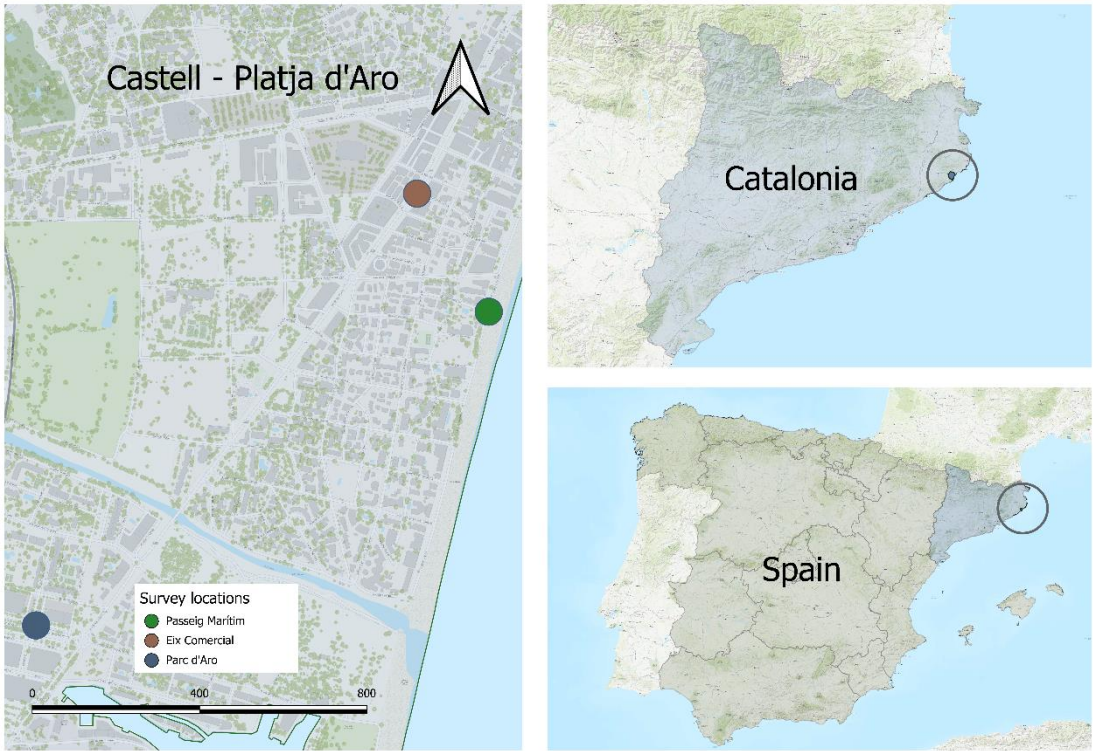 Castell - Platja d'Aro
Survey locations
Passeig Marítim
Eix Comercial
Parc d'Aro
0
400
800
Catalonia
Spain